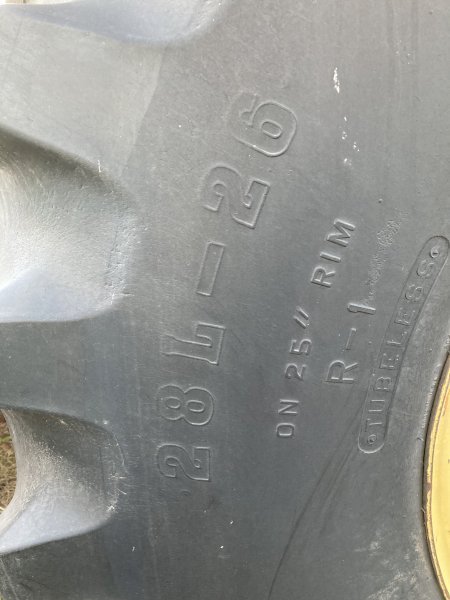 28L-26
ON 25" RIM
R-1
TUBELESS